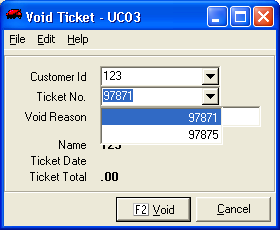 Void Ticket - UC03
File Edit Help
Customer Id 123
Ticket No. 97871
Void Reason
97871
97875
Name 123
Ticket Date
Ticket Total .00
F2 Void Cancel